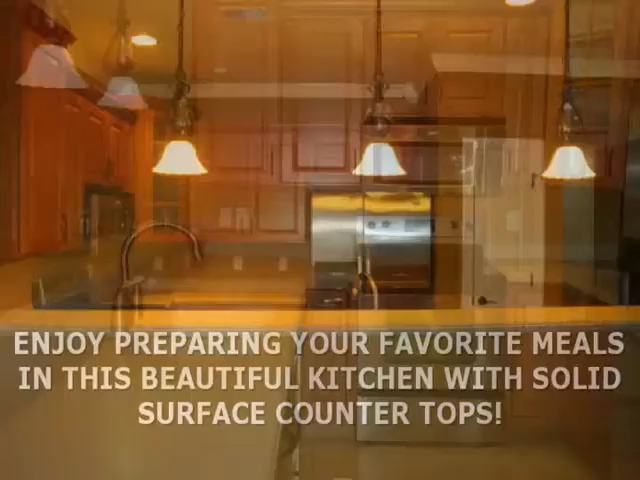 ENJOY PREPARING YOUR FAVORITE MEALS
IN THIS BEAUTIFUL KITCHEN WITH SOLID
SURFACE COUNTER TOPS!